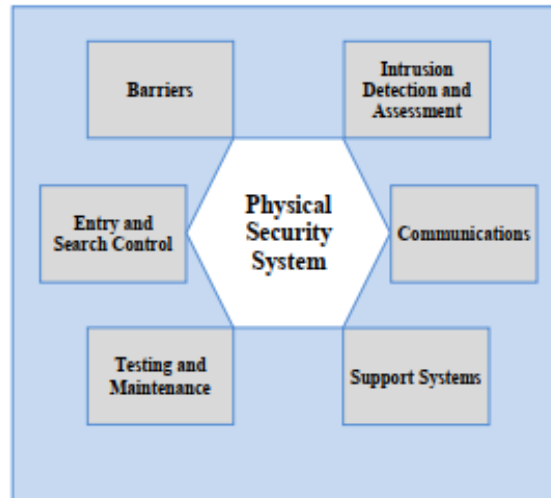 Barriers
Intrusion
Detection and
Assessment
Entry and
Search Control
Physical
Security
System
Communications
Testing and
Maintenance
Support Systems